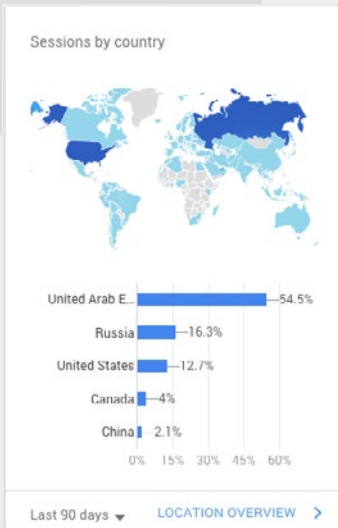 Sessions by country
United Arab E...
54.5%
Russia
16.3%
United States
12.7%
Canada
4%
China
2.1%
0% 15% 30% 45% 60%
Last 90 days
LOCATION OVERVIEW